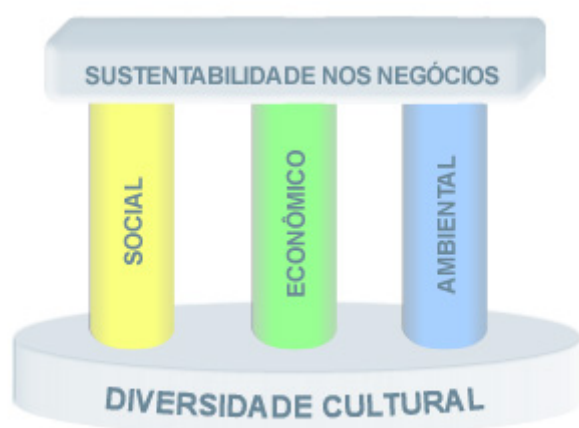 SUSTENTABILIDADE NOS NEGÓCIOS
SOCIAL
ECONÔMICO
AMBIENTAL
DIVERSIDADE CULTURAL